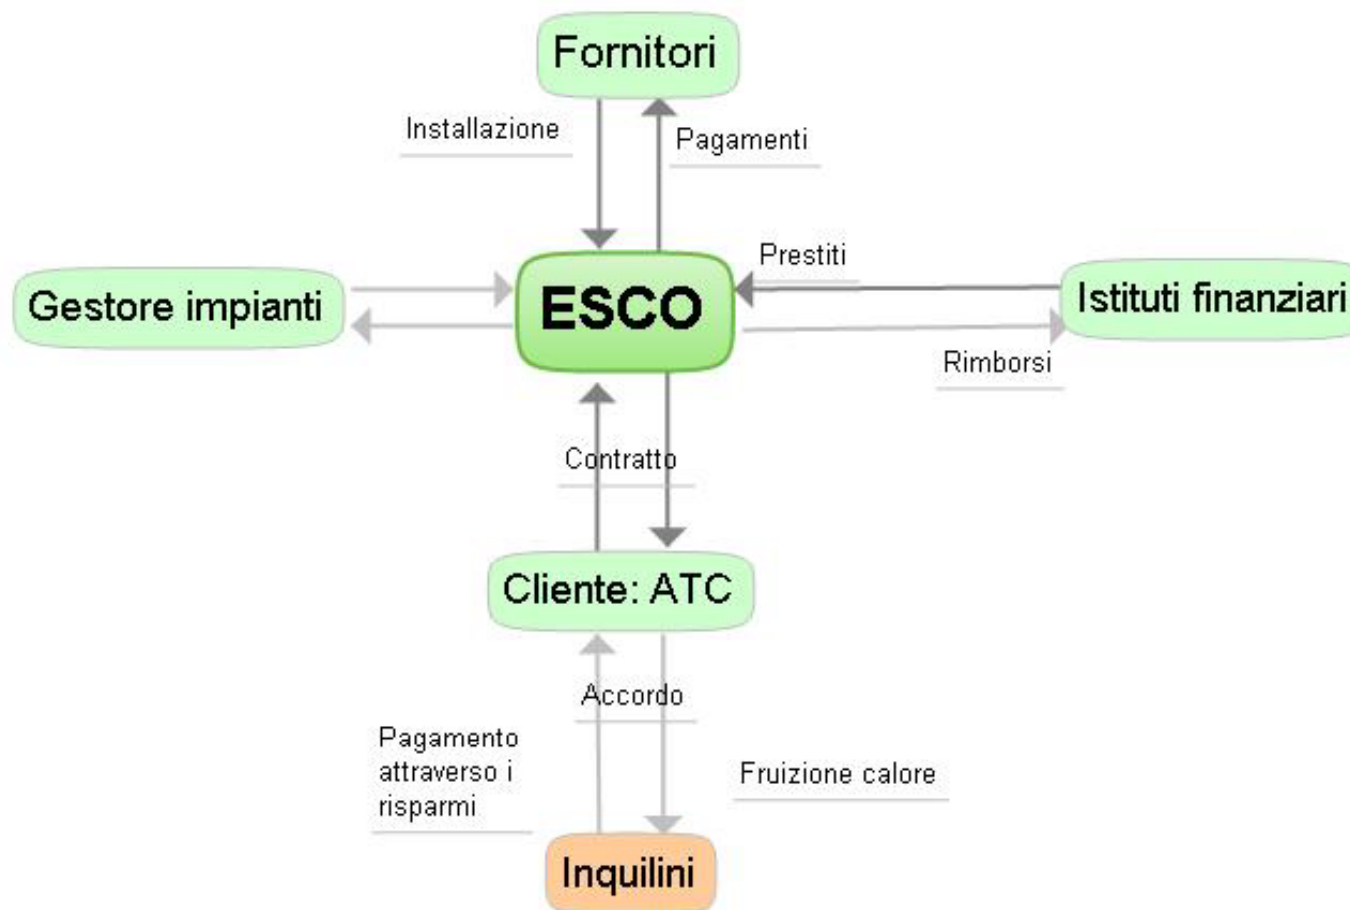 Fornitori
Installazione
Pagamenti
Prestiti
Gestore impianti
ESCO
Istituti finanziari
Rimborsi
Contratto
Cliente: ATC
Accordo
Pagamento
attraverso i
risparmi
Fruizione calore
Inquilini